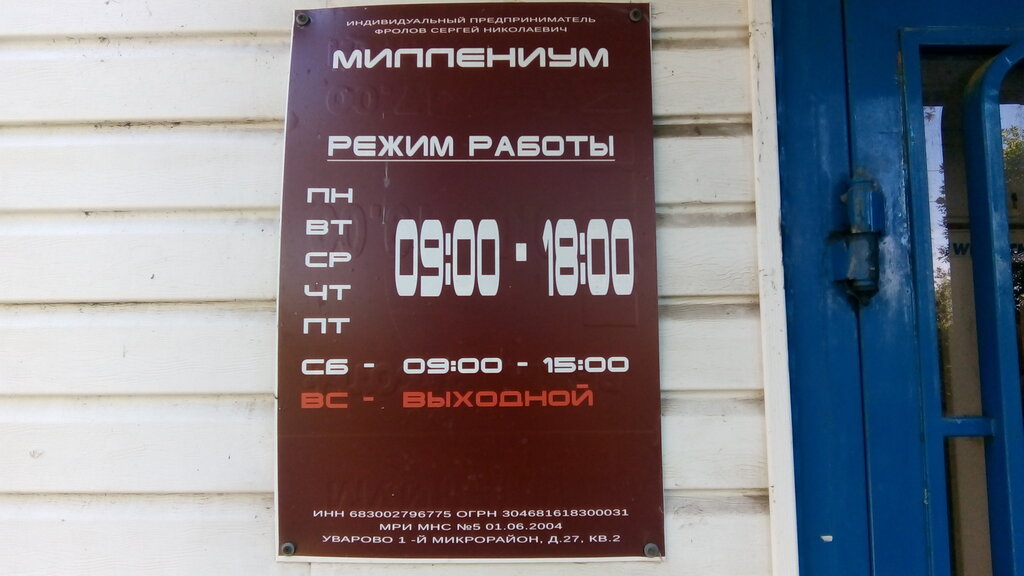 ИНДИВИДУАЛЬНЫЙ ПРЕДПРИНИМАТЕЛЬ
ФРОЛОВ СЕРГЕЙ НИКОЛАЕВИЧ
МИЛЛЕНИУМ
РЕЖИМ РАБОТЫ
ПН
ВТ
СР
ЧТ
ПТ
09:00 - 18:00
СБ - 09:00 - 15:00
ВС - ВЫХОДНОЙ
ИНН 683002796775 ОГРН 304681618300031
МРИ МНС №5 01.06.2004
УВАРОВО 1 -Й МИКРОРАЙОН, Д.27, КВ.2